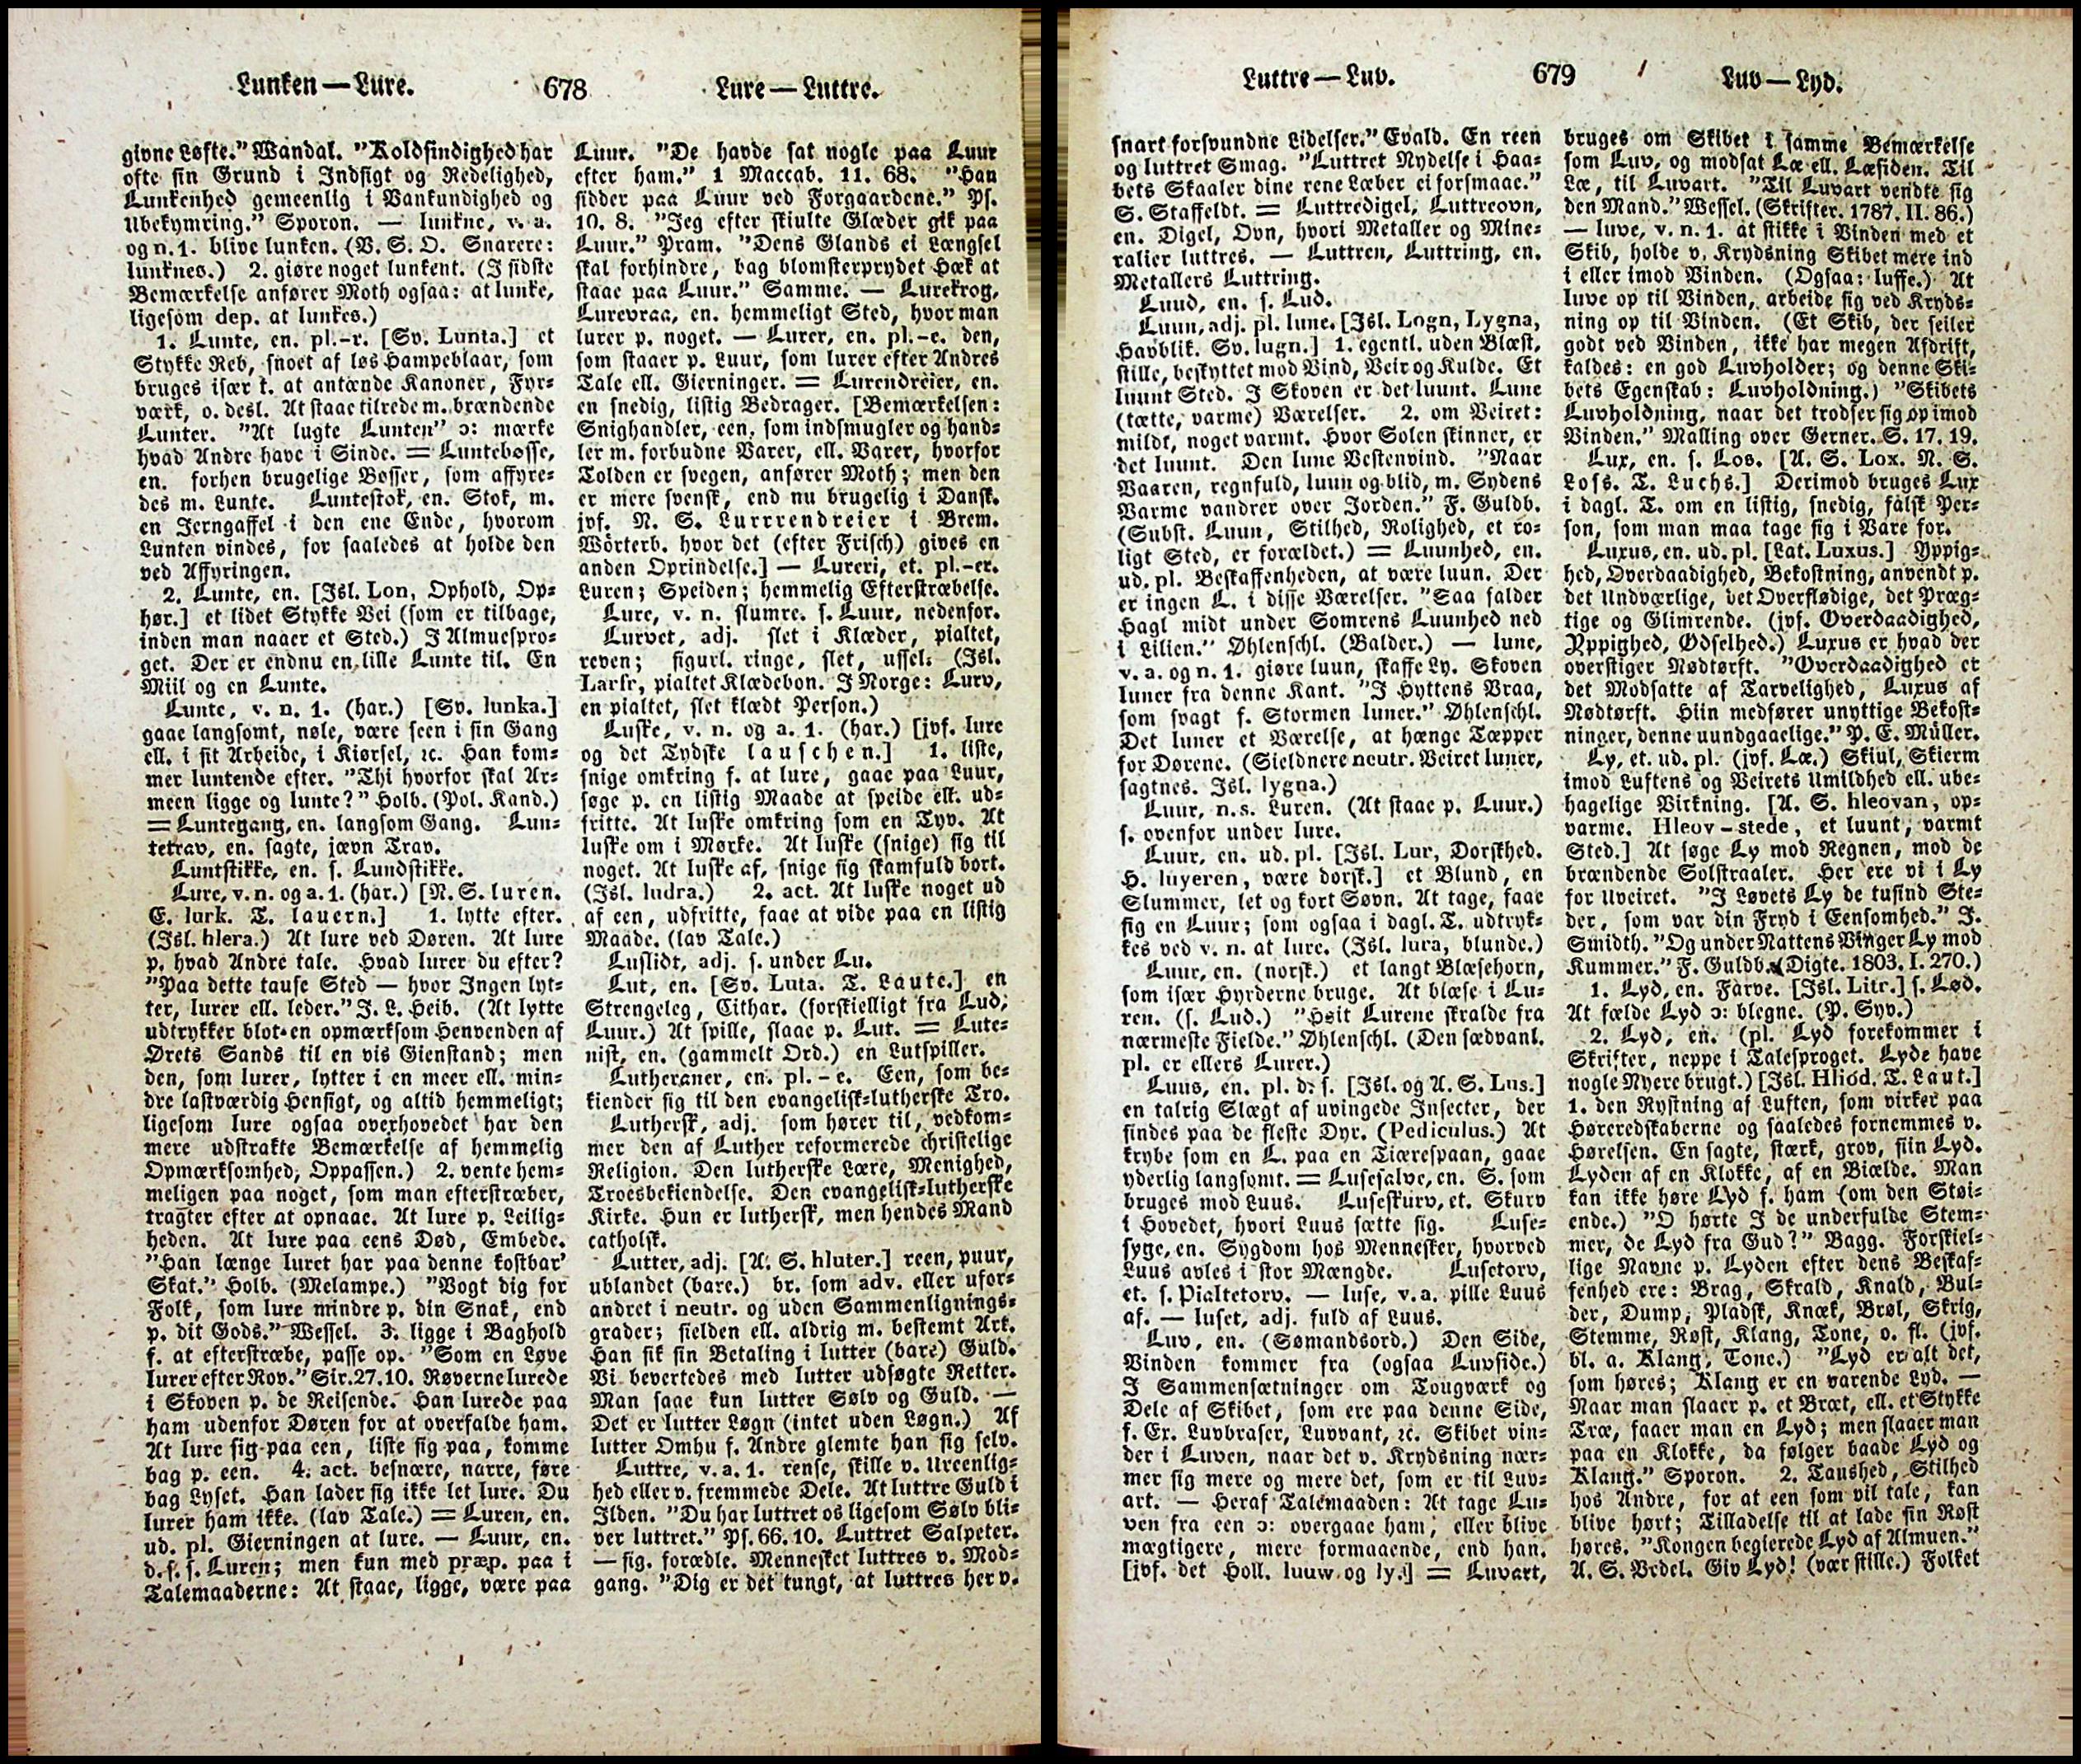 Lunken — Lure.
678
Lure — Luttre.
givne Løfte." Wandal. "Koldsindighed har
ofte sin Grund i Indsigt og Redelighed,
Lunkenhed gemeenlig i Vankundighed og
Ubekymring." Sporon. — lunkne, v. a.
og n. 1. blive lunken. (V. S. O. Snarere:
lunknes.) 2. giøre noget lunkent. (I sidste
Bemærkelse anfører Moth ogsaa: at lunke,
ligesom dep. at lunkes.)
1. Lunte, en. pl.-r. [Sv. Lunta.] et
Stykke Reb, snoet af løs Hampeblaar, som
bruges især t. at antænde Kanoner, Fyr-
værk, o. desl. At staae tilrede m. brændende
Lunter. "At lugte Lunten" ɔ: mærke
hvad Andre have i Sinde. = Luntebøsse,
en. forhen brugelige Bøsser, som affyre-
des m. Lunte. Luntestok, en. Stok, m.
en Jerngaffel i den ene Ende, hvorom
Lunten vindes, for saaledes at holde den
ved Affyringen.
2. Lunte, en. [Isl. Lon, Ophold, Op-
hør.] et lidet Stykke Vei (som er tilbage,
inden man naaer et Sted.) I Almuespro-
get. Der er endnu en lille Lunte til. En
Miil og en Lunte.
Lunte, v. n. 1. (har.) [Sv. lunka.]
gaae langsomt, nøle, være seen i sin Gang
ell. i sit Arbeide, i Kiørsel, ꝛc. Han kom-
mer luntende efter. "Thi hvorfor skal Ar-
meen ligge og lunte?" Holb. (Pol. Kand.)
= Luntegang, en. langsom Gang. Lun-
tetrav, en. sagte, jævn Trav.
Luntstikke, en. s. Lundstikke.
Lure, v. n. og a. 1. (har.) [N. S. luren.
E. lurk. T. lauern.] 1. lytte efter.
(Isl. hlera.) At lure ved Døren. At lure
p. hvad Andre tale. Hvad lurer du efter?
"Paa dette tause Sted — hvor Ingen lyt-
ter, lurer ell. leder." J. L. Heib. (At lytte
udtrykker blot en opmærksom Henvenden af
Ørets Sands til en vis Gienstand; men
den, som lurer, lytter i en meer ell. min-
dre lastværdig Hensigt, og altid hemmeligt;
ligesom lure ogsaa overhovedet har den
mere udstrakte Bemærkelse af hemmelig
Opmærksomhed, Oppassen.) 2. vente hem-
meligen paa noget, som man efterstræber,
tragter efter at opnaae. At lure p. Leilig-
heden. At lure paa eens Død, Embede.
"Han længe luret har paa denne kostbar'
Skat." Holb. (Melampe.) "Vogt dig for
Folk, som lure mindre p. din Snak, end
p. dit Gods." Wessel. 3. ligge i Baghold
f. at efterstræbe, passe op. "Som en Løve
lurer efter Rov." Sir. 27. 10. Røverne lurede
i Skoven p. de Reisende. Han lurede paa
ham udenfor Døren for at overfalde ham.
At lure sig paa een, liste sig paa, komme
bag p. een. 4. act. besnære, narre, føre
bag Lyset. Han lader sig ikke let lure. Du
lurer ham ikke. (lav Tale.) = Luren, en.
ud. pl. Gierningen at lure. — Luur, en.
d. s. s. Luren; men kun med præp. paa i
Talemaaderne: At staae, ligge, være paa
Luur. "De havde sat nogle paa Luur
efter ham." 1 Maccab. 11. 68. "Han
sidder paa Luur ved Forgaardene." Ps.
10. 8. "Jeg efter skiulte Glæder gik paa
Luur." Pram. "Dens Glands ei Længsel
skal forhindre, bag blomsterprydet Hæk at
staae paa Luur." Samme. — Lurekrog,
Lurevraa, en. hemmeligt Sted, hvor man
lurer p. noget. — Lurer, en. pl.-e. den,
som staaer p. Luur, som lurer efter Andres
Tale ell. Gierninger. = Lurendreier, en.
en snedig, listig Bedrager. [Bemærkelsen:
Snighandler, een, som indsmugler og hand-
ler m. forbudne Varer, ell. Varer, hvorfor
Tolden er svegen, anfører Moth; men den
er mere svensk, end nu brugelig i Dansk.
jvf. N. S. Lurrrendreier i Brem.
Wörterb. hvor det (efter Frisch) gives en
anden Oprindelse.] — Lureri, et. pl.-er.
Luren; Speiden; hemmelig Efterstræbelse.
Lure, v. n. slumre. s. Luur, nedenfor.
Lurvet, adj. slet i Klæder, pialtet,
reven; figurl. ringe, slet, ussel. (Isl.
Larfr, pialtet Klædebon. I Norge: Lurv,
en pialtet, slet klædt Person.)
Luske, v. n. og a. 1. (har.) [jvf. lure
og det Tydske lauschen.] 1. liste,
snige omkring f. at lure, gaae paa Luur,
søge p. en listig Maade at speide ell. ud-
fritte. At luske omkring som en Tyv. At
luske om i Mørke. At luske (snige) sig til
noget. At luske af, snige sig skamfuld bort.
(Isl. ludra.) 2. act. At luske noget ud
af een, udfritte, faae at vide paa en listig
Maade. (lav Tale.)
Luslidt, adj. s. under Lu.
Lut, en. [Sv. Luta. T. Laute.] en
Strengeleg, Cithar. (forskielligt fra Lud,
Luur.) At spille, slaae p. Lut. = Lute-
nist, en. (gammelt Ord.) en Lutspiller.
Lutheraner, en. pl. - e. Een, som be-
kiender sig til den evangelisk-lutherske Tro.
Luthersk, adj. som hører til, vedkom-
mer den af Luther reformerede christelige
Religion. Den lutherske Lære, Menighed,
Troesbekiendelse. Den evangelisk-lutherske
Kirke. Hun er luthersk, men hendes Mand
catholsk.
Lutter, adj. [A. S. hluter.] reen, puur,
ublandet (bare.) br. som adv. eller ufor-
andret i neutr. og uden Sammenlignings-
grader; sielden ell. aldrig m. bestemt Art.
Han fik sin Betaling i lutter (bare) Guld.
Vi bevertedes med lutter udsøgte Retter.
Man saae kun lutter Sølv og Guld. —
Det er lutter Løgn (intet uden Løgn.) Af
lutter Omhu f. Andre glemte han sig selv.
Luttre, v. a. 1. rense, skille v. Ureenlig-
hed eller v. fremmede Dele. At luttre Guld i
Ilden. "Du har luttret os ligesom Sølv bli-
ver luttret." Ps. 66. 10. Luttret Salpeter.
— fig. forædle. Mennesket luttres v. Mod-
gang. "Dig er det tungt, at luttres her v.
Luttre — Luv.
679
Luv — Lyd.
snart forsvundne Lidelser." Evald. En reen
og luttret Smag. "Luttret Nydelse i Haa-
bets Skaaler dine rene Læber ei forsmaae."
S. Staffeldt. = Luttredigel, Luttreovn,
en. Digel, Ovn, hvori Metaller og Mine-
ralier luttres. — Luttren, Luttring, en.
Metallers Luttring.
Luud, en. s. Lud.
Luun, adj. pl. lune. [Isl. Logn, Lygna,
Havblik. Sv. lugn.] 1. egentl. uden Blæst,
stille, beskyttet mod Vind, Veir og Kulde. Et
luunt Sted. I Skoven er det luunt. Lune
(tætte, varme) Værelser. 2. om Veiret:
mildt, noget varmt. Hvor Solen skinner, er
det luunt. Den lune Vestenvind. "Naar
Vaaren, regnfuld, luun og blid, m. Sydens
Varme vandrer over Jorden." F. Guldb.
(Subst. Luun, Stilhed, Rolighed, et ro-
ligt Sted, er forældet.) = Luunhed, en.
ud. pl. Beskaffenheden, at være luun. Der
er ingen L. i disse Værelser. "Saa falder
Hagl midt under Somrens Luunhed ned
i Lilien." Øhlenschl. (Balder.) — lune,
v. a. og n. 1. giøre luun, skaffe Ly. Skoven
luner fra denne Kant. "I Hyttens Vraa,
som svagt f. Stormen luner." Øhlenschl.
Det luner et Værelse, at hænge Tæpper
for Dørene. (Sieldnere neutr. Veiret luner,
sagtnes. Isl. lygna.)
Luur, n. s. Luren. (At staae p. Luur.)
s. ovenfor under lure.
Luur, en. ud. pl. [Isl. Lur, Dorskhed.
H. luyeren, være dorsk.] et Blund, en
Slummer, let og kort Søvn. At tage, faae
sig en Luur; som ogsaa i dagl. T. udtryk-
kes ved v. n. at lure. (Isl. lura, blunde.)
Luur, en. (norsk.) et langt Blæsehorn,
som især Hyrderne bruge. At blæse i Lu-
ren. (s. Lud.) "Høit Lurene skralde fra
nærmeste Fielde." Øhlenschl. (Den sædvanl.
pl. er ellers Lurer.)
Luus, en. pl. d. s. [Isl. og A. S. Lus.]
en talrig Slægt af uvingede Insecter, der
findes paa de fleste Dyr. (Pediculus.) At
krybe som en L. paa en Tiærespaan, gaae
yderlig langsomt. = Lusesalve, en. S. som
bruges mod Luus. Luseskurv, et. Skurv
i Hovedet, hvori Luus sætte sig. Luse-
syge, en. Sygdom hos Mennesker, hvorved
Luus avles i stor Mængde. Lusetorv,
et. s. Pialtetorv. — luse, v. a. pille Luus
af. — luset, adj. fuld af Luus.
Luv, en. (Sømandsord.) Den Side,
Vinden kommer fra (ogsaa Luvside.)
I Sammensætninger om Tougværk og
Dele af Skibet, som ere paa denne Side,
f. Ex. Luvbraser, Luvvant, ꝛc. Skibet vin-
der i Luven, naar det v. Krydsning nær-
mer sig mere og mere det, som er til Luv-
art. — Heraf Talemaaden: At tage Lu-
ven fra een ɔ: overgaae ham, eller blive
mægtigere, mere formaaende, end han.
[jvf. det Holl. luuw og ly.] = Luvart,
bruges om Skibet i samme Bemærkelse
som Luv, og modsat Læ ell. Læsiden. Til
Læ, til Luvart. "Til Luvart vendte sig
den Mand." Wessel. (Skrifter. 1787. II. 86.)
— luve, v. n. 1. at stikke i Vinden med et
Skib, holde v. Krydsning Skibet mere ind
i eller imod Vinden. (Ogsaa: luffe.) At
luve op til Vinden, arbeide sig ved Kryds-
ning op til Vinden. (Et Skib, der seiler
godt ved Vinden, ikke har megen Afdrift,
kaldes: en god Luvholder; og denne Ski-
bets Egenskab: Luvholdning.) "Skibets
Luvholdning, naar det trodser sig op imod
Vinden." Malling over Gerner. S. 17. 19.
Lux, en. s. Los. [A. S. Lox. N. S.
Loss. T. Luchs.] Derimod bruges Lux
i dagl. T. om en listig, snedig, falsk Per-
son, som man maa tage sig i Vare for.
Luxus, en. ud. pl. [Lat. Luxus.] Yppig-
hed, Overdaadighed, Bekostning, anvendt p.
det Undværlige, det Overflødige, det Præg-
tige og Glimrende. (jvf. Overdaadighed,
Yppighed, Ødselhed.) Luxus er hvad der
overstiger Nødtørft. "Overdaadighed et
det Modsatte af Tarvelighed, Luxus af
Nødtørft. Hiin medfører unyttige Bekost-
ninger, denne uundgaaelige." P. E. Müller.
Ly, et. ud. pl. (jvf. Læ.) Skiul, Skierm
imod Luftens og Veirets Umildhed ell. ube-
hagelige Virkning. [A. S. hleovan, op-
varme. Hleov-stede, et luunt, varmt
Sted.] At søge Ly mod Regnen, mod de
brændende Solstraaler. Her ere vi i Ly
for Uveiret. "I Løvets Ly de tusind Ste-
der, som var din Fryd i Eensomhed." J.
Smidth. "Og under Nattens Vinger Ly mod
Kummer." F. Guldb. (Digte. 1803. I. 270.)
1. Lyd, en. Farve. [Isl. Litr.] s. Lød.
At fælde Lyd ɔ: blegne. (P. Syv.)
2. Lyd, en. (pl. Lyd forekommer i
Skrifter, neppe i Talesproget. Lyde have
nogle Nyere brugt.) [Isl. Hliód. T. Laut.]
1. den Rystning af Luften, som virker paa
Høreredskaberne og saaledes fornemmes v.
Hørelsen. En sagte, stærk, grov, fiin Lyd.
Lyden af en Klokke, af en Biælde. Man
kan ikke høre Lyd f. ham (om den Støi-
ende.) "O hørte I de underfulde Stem-
mer, de Lyd fra Gud?" Bagg. Forskiel-
lige Navne p. Lyden efter dens Beskaf-
fenhed ere: Brag, Skrald, Knald, Bul-
der, Dump, Pladsk, Knæk, Brøl, Skrig,
Stemme, Røst, Klang, Tone, o. fl. (jvf.
bl. a. Klang, Tone.) "Lyd er alt det,
som høres; Klang er en varende Lyd. —
Naar man slaaer p. et Bræt, ell. et Stykke
Træ, faaer man en Lyd; men slaaer man
paa en Klokke, da følger baade Lyd og
Klang." Sporon. 2. Taushed, Stilhed
hos Andre, for at een som vil tale, kan
blive hørt; Tilladelse til at lade sin Røst
høres. "Kongen begierede Lyd af Almuen."
A. S. Vedel. Giv Lyd! (vær stille.) Folket